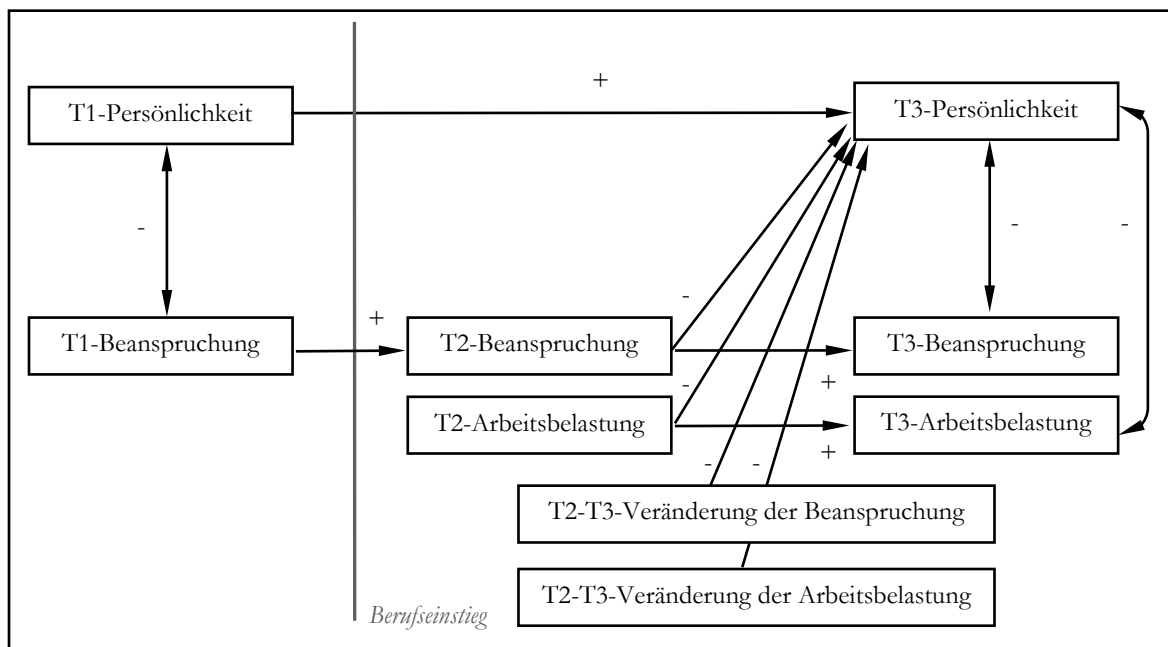 +
T1-Persönlichkeit
T3-Persönlichkeit
-
-
-
-
+
T1-Beanspruchung
T2-Beanspruchung
T3-Beanspruchung
-
+
T2-Arbeitsbelastung
T3-Arbeitsbelastung
-
-
+
T2-T3-Veränderung der Beanspruchung
T2-T3-Veränderung der Arbeitsbelastung
Berufseinstieg